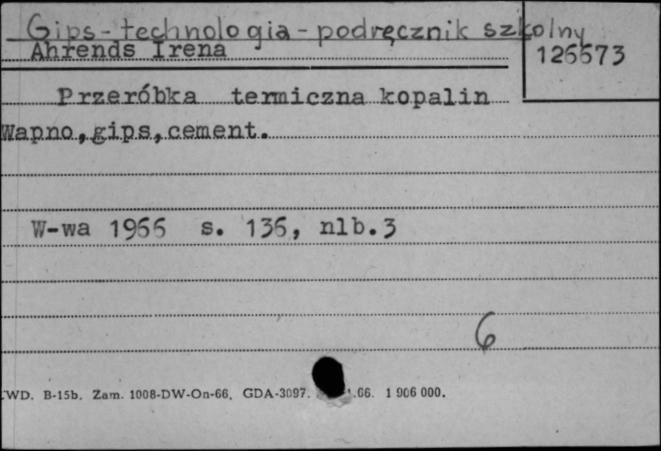 Gips - technologia - podręcznik szkolny
Ahrends Irena
126573
Przeróbka termiczna kopalin
Wapno,gips,cement.
W-wa 1966 s. 136, nlb.3
6
WD. B-15b. Zam. 1008-DW-On-66. GDA-3097. .66. 1 906 000.